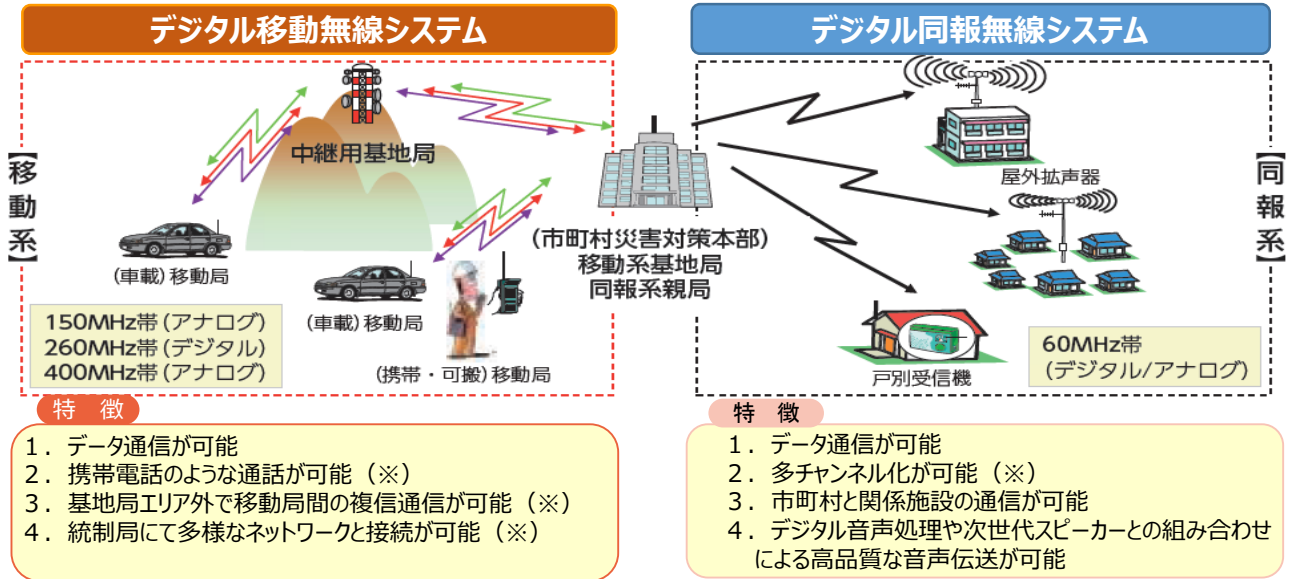 デジタル移動無線システム
【移動系】
中継用基地局
(車載)移動局
(車載)移動局
(携帯・可搬)移動局
150MHz帯(アナログ)
260MHz帯(デジタル)
400MHz帯(アナログ)
(市町村災害対策本部)
移動系基地局
同報系親局
デジタル同報無線システム
【同報系】
屋外拡声器
戸別受信機
60MHz帯
(デジタル/アナログ)
特 徴
1．データ通信が可能
2．携帯電話のような通話が可能（※）
3．基地局エリア外で移動局間の複信通信が可能（※）
4．統制局にて多様なネットワークと接続が可能（※）
特 徴
1．データ通信が可能
2．多チャンネル化が可能（※）
3．市町村と関係施設の通信が可能
4．デジタル音声処理や次世代スピーカーとの組み合わせ
による高品質な音声伝送が可能